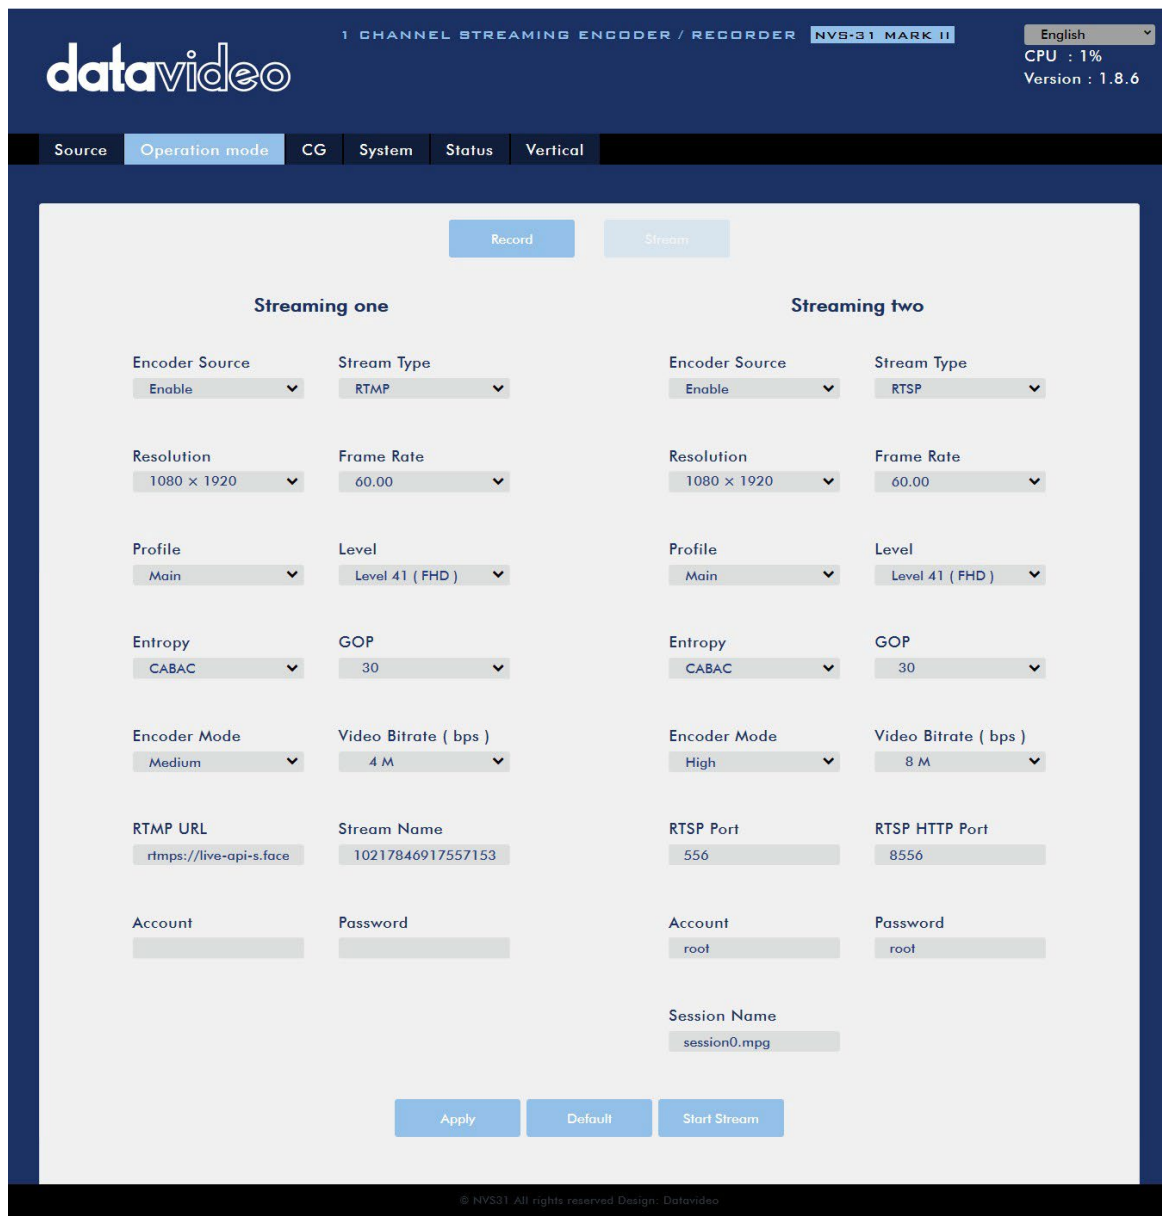 1 CHANNEL STREAMING ENCODER / RECORDER NVS-31 MARK II
English
datavideo
CPU : 1%
Version : 1.8.6
Source Operation mode CG System Status Vertical
Record Stream
Streaming one Streaming two
Encoder Source Stream Type Encoder Source Stream Type
Enable RTMP Enable RTSP
Resolution Frame Rate Resolution Frame Rate
1080 × 1920 60.00 1080 × 1920 60.00
Profile Level Profile Level
Main Level 41 ( FHD ) Main Level 41 ( FHD )
Entropy GOP Entropy GOP
CABAC 30 CABAC 30
Encoder Mode Video Bitrate ( bps ) Encoder Mode Video Bitrate ( bps )
Medium 4 M High 8 M
RTMP URL Stream Name RTSP Port RTSP HTTP Port
rtmps://live-api-s.face 10217846917557153 556 8556
Account Password Account Password
root root
Session Name
session0.mpg
Apply Default Start Stream
© NVS31 All rights reserved Design: Datavideo